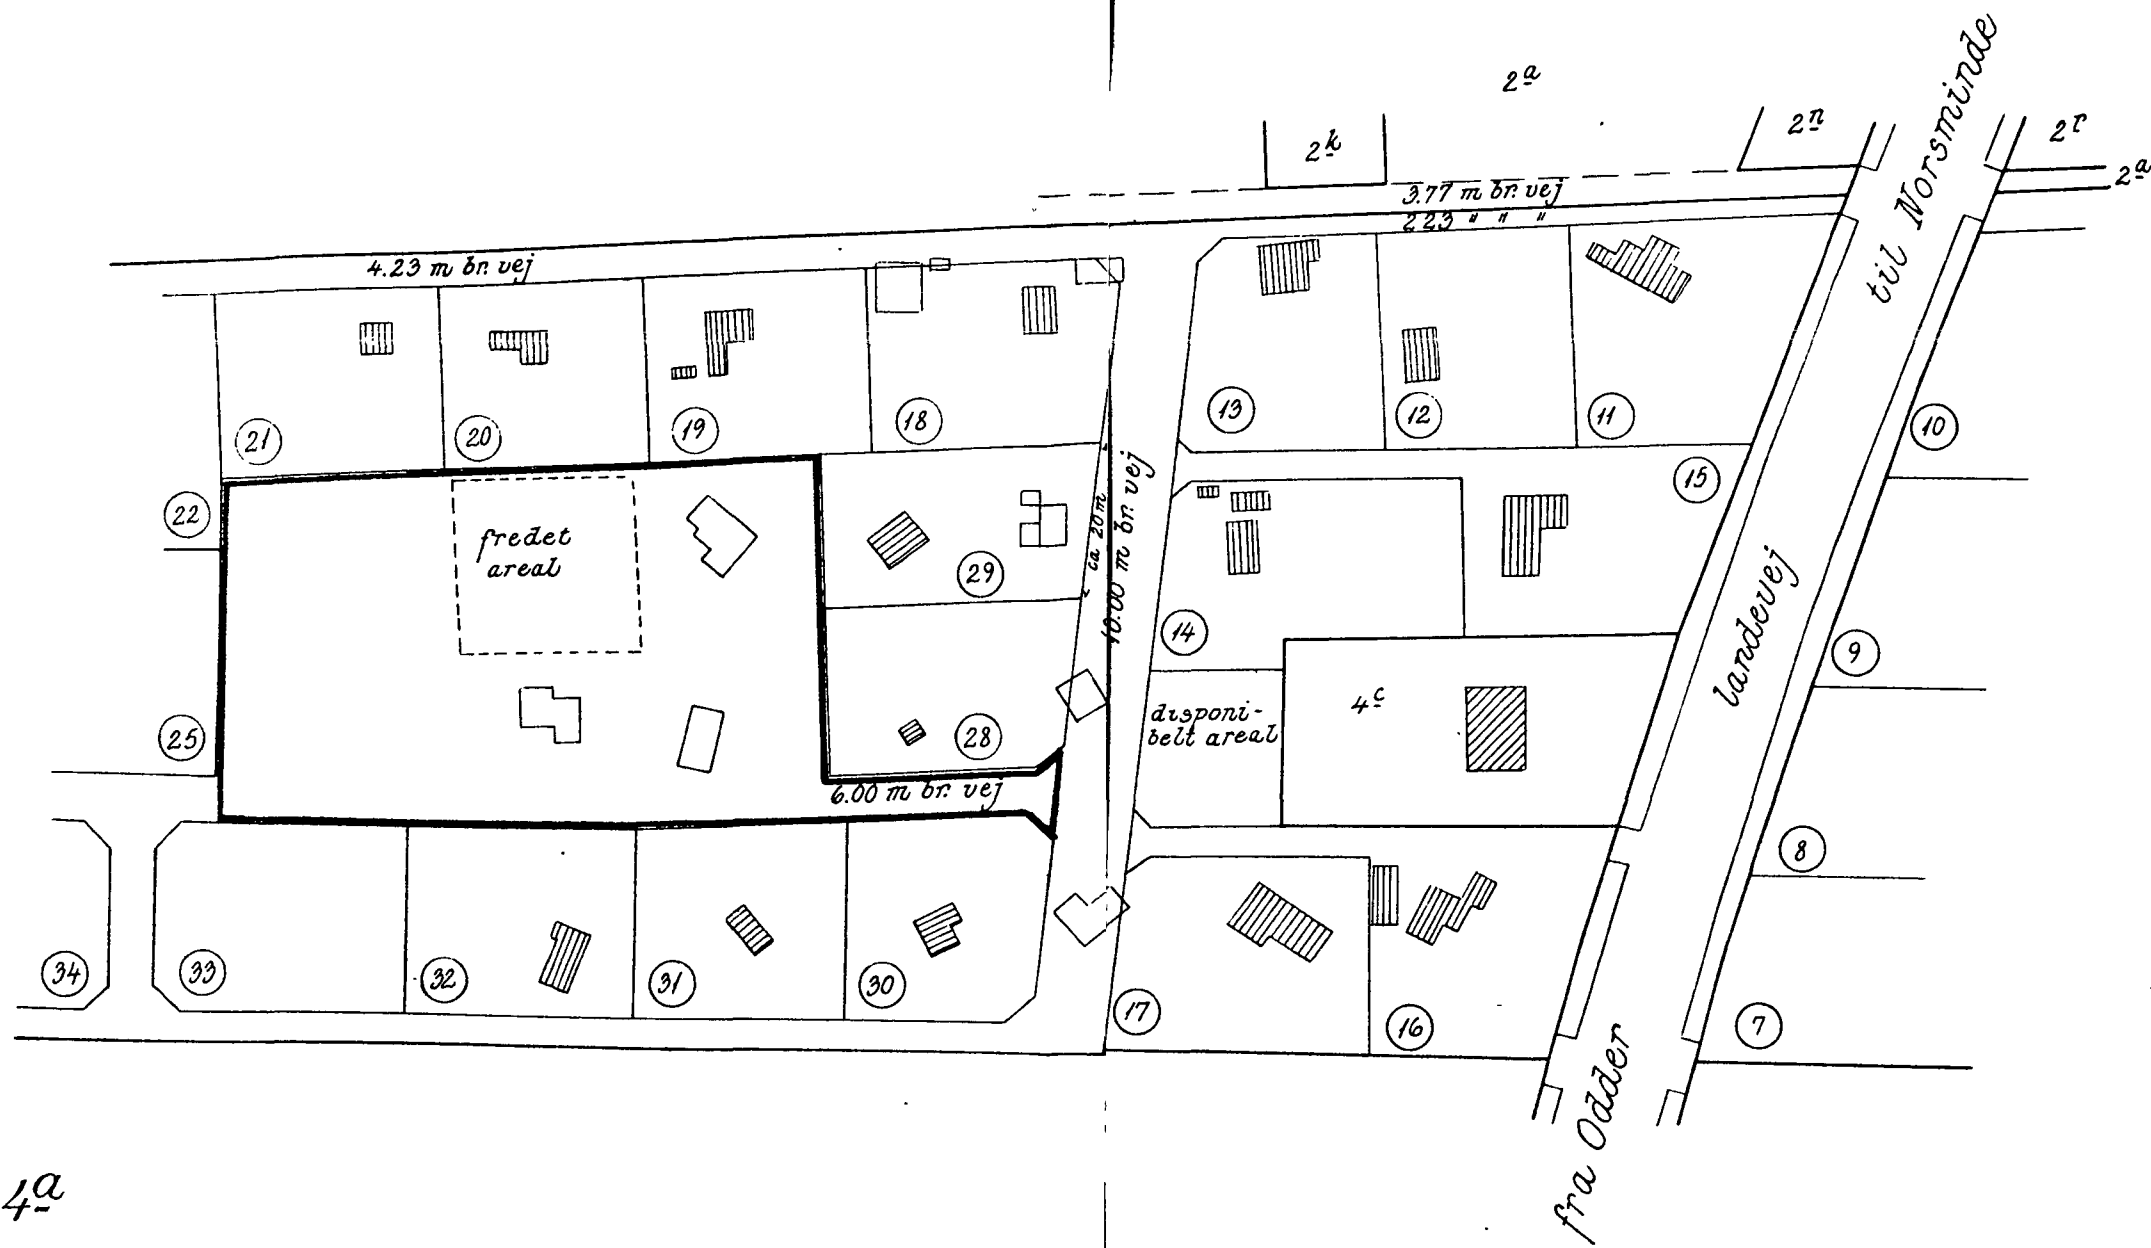 2a
2n
2r
2k
2a
til Norsminde
3.77 m br. vej
2.23 " " "
4.23 m br. vej
21
20
19
18
13
12
11
10
22
fredet
areal
29
ca 20 m
10.00 m br. vej
15
14
landevej
9
25
28
disponi-
belt areal
4c
6.00 m br. vej
8
34
33
32
31
30
17
16
7
fra Odder
4a